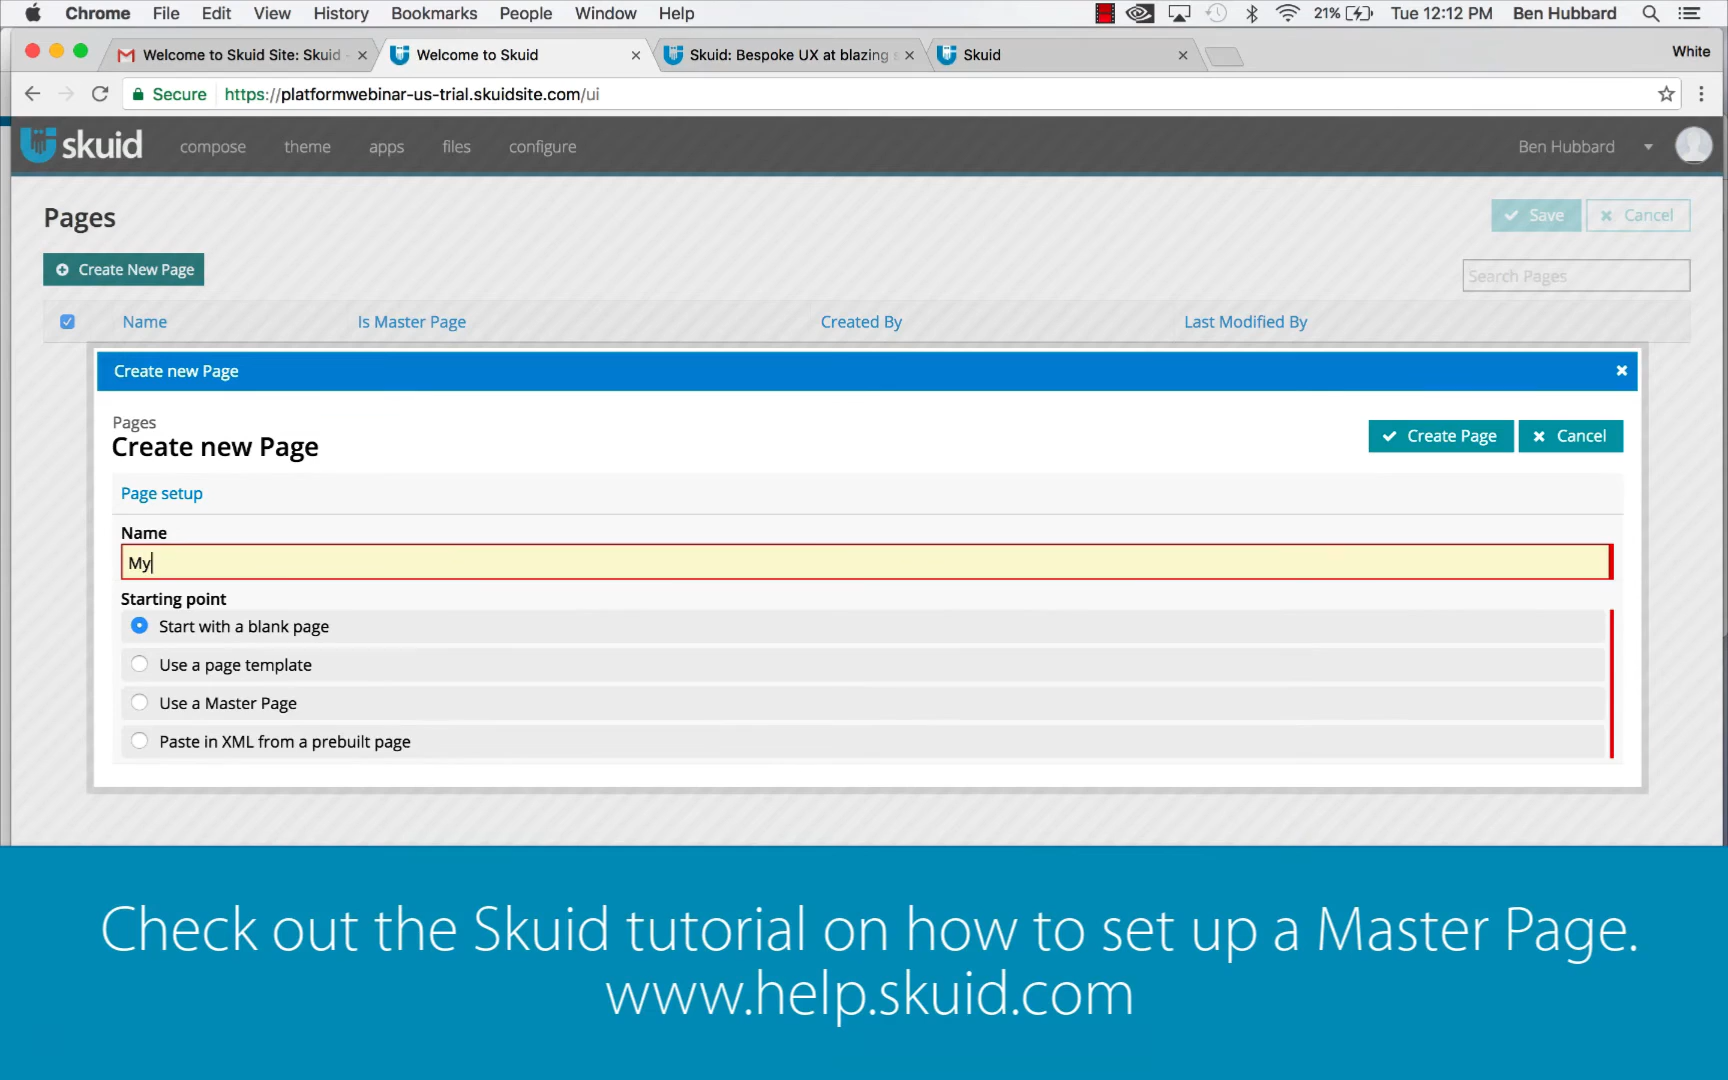 Chrome File Edit View History Bookmarks People Window Help 21% Tue 12:12 PM Ben Hubbard
Welcome to Skuid Site: Skuid Welcome to Skuid Skuid: Bespoke UX at blazing Skuid White
Secure https://platformwebinar-us-trial.skuidsite.com/ui
skuid compose theme apps files configure Ben Hubbard
Pages Save Cancel
Create New Page Search Pages
Name Is Master Page Created By Last Modified By
Create new Page
Pages
Create new Page Create Page Cancel
Page setup
Name
My
Starting point
Start with a blank page
Use a page template
Use a Master Page
Paste in XML from a prebuilt page
Check out the Skuid tutorial on how to set up a Master Page.
www.help.skuid.com